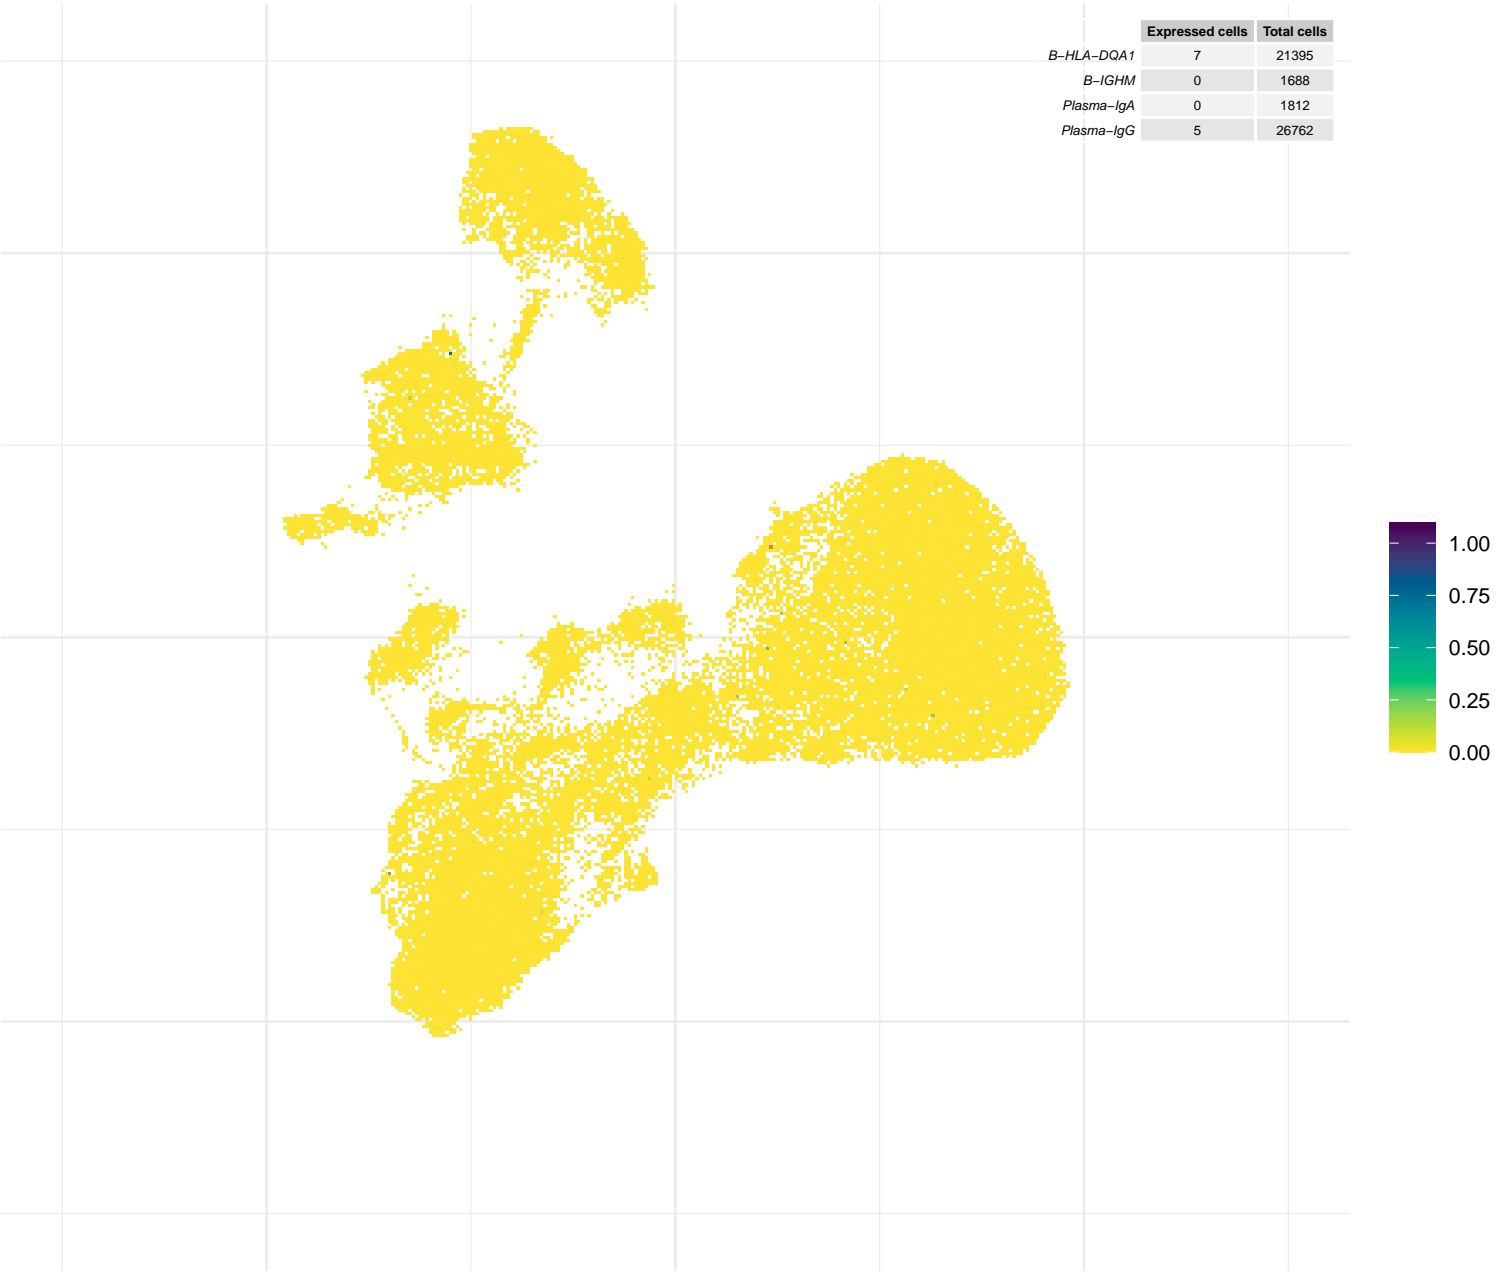 Expressed cells Total cells
B−HLA−DQA1 7 21395
B−IGHM 0 1688
Plasma−IgA 0 1812
Plasma−IgG 5 26762
1.00
0.75
0.50
0.25
0.00